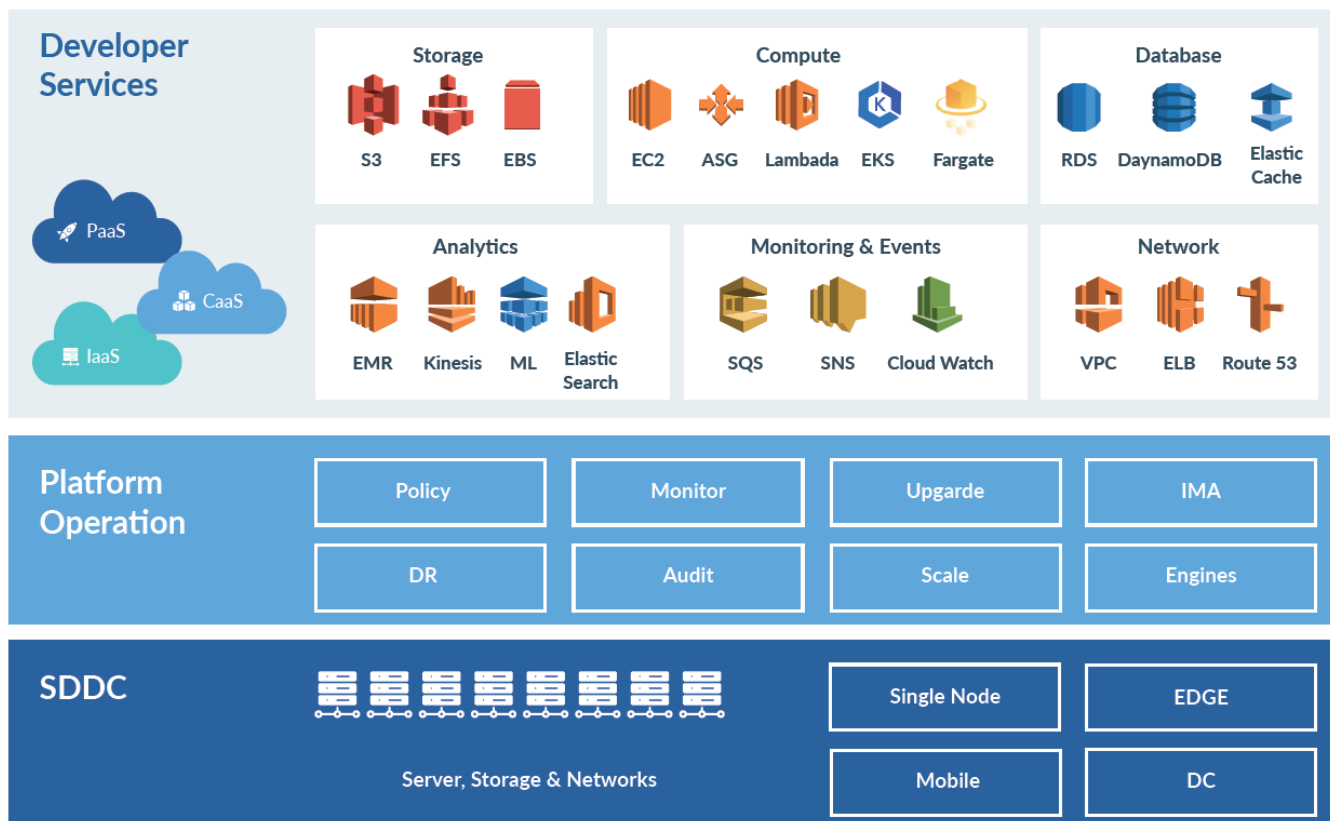 Developer
Services
PaaS
CaaS
IaaS
Storage
S3 EFS EBS
Compute
EC2 ASG Lambada EKS Fargate
Database
RDS DaynamoDB Elastic
Cache
Analytics
EMR Kinesis ML Elastic
Search
Monitoring & Events
SQS SNS Cloud Watch
Network
VPC ELB Route 53
Platform
Operation
Policy Monitor Upgarde IMA
DR Audit Scale Engines
SDDC
Server, Storage & Networks
Single Node EDGE
Mobile DC